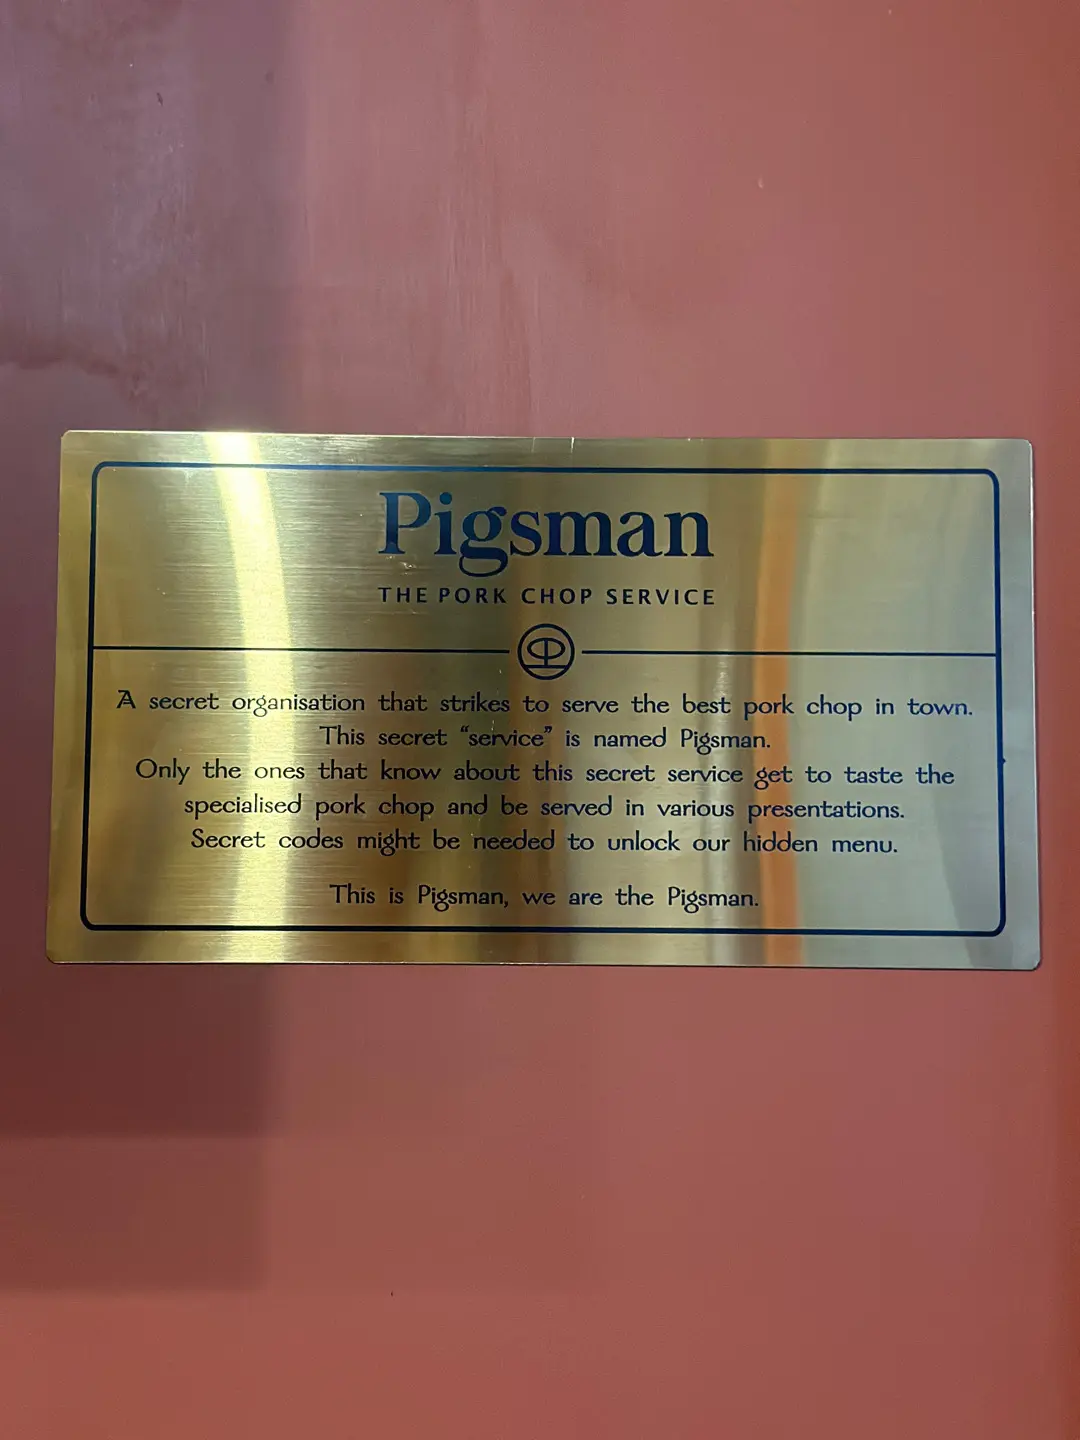 Pigsman
THE PORK CHOP SERVICE
A secret organisation that strikes to serve the best pork chop in town.
This secret “service” is named Pigsman.
Only the ones that know about this secret service get to taste the
specialised pork chop and be served in various presentations.
Secret codes might be needed to unlock our hidden menu.
This is Pigsman, we are the Pigsman.